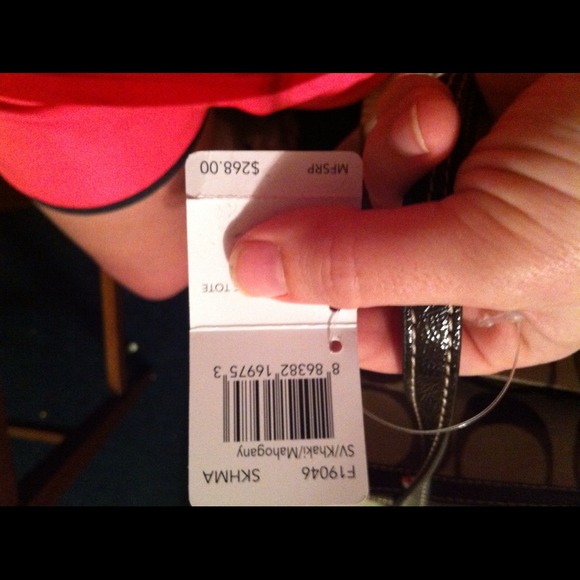 F19046 SKHMA
SV/Khaki/Mahogany
8 86382 16975 3
TOTE
MFSRP $268.00